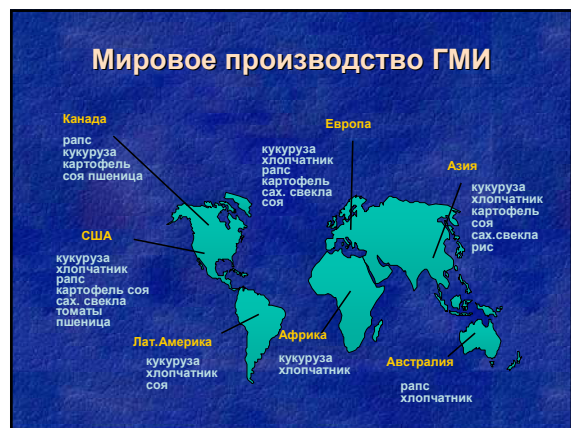 Мировое производство ГМИ
Канада
рапс
кукуруза
картофель
соя пшеница
США
кукуруза
хлопчатник
рапс
картофель соя
сах. свекла
томаты
пшеница
Лат.Америка
кукуруза
хлопчатник
соя
Европа
кукуруза
хлопчатник
рапс
картофель
сах. свекла
соя
Африка
кукуруза
хлопчатник
Азия
кукуруза
хлопчатник
картофель
соя
сах.свекла
рис
Австралия
рапс
хлопчатник